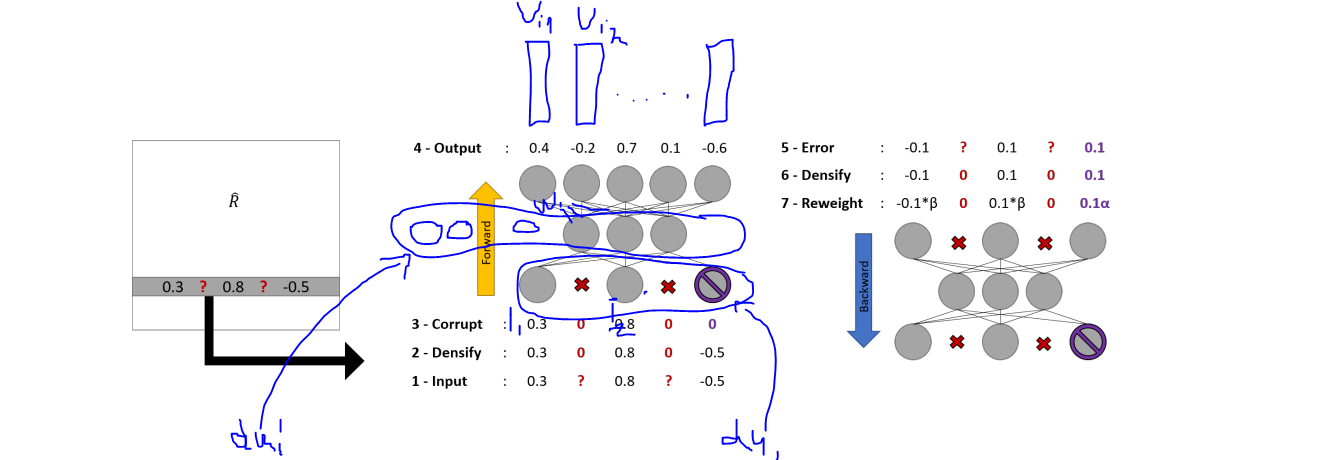 V_i1 V_i2
4 - Output : 0.4 -0.2 0.7 0.1 -0.6
5 - Error : -0.1 ? 0.1 ? 0.1
6 - Densify : -0.1 0 0.1 0 0.1
7 - Reweight : -0.1*β 0 0.1*β 0 0.1α
R̂
Forward
Backward
0.3 ? 0.8 ? -0.5
3 - Corrupt : 0.3 0 0.8 0 0
2 - Densify : 0.3 0 0.8 0 -0.5
1 - Input : 0.3 ? 0.8 ? -0.5